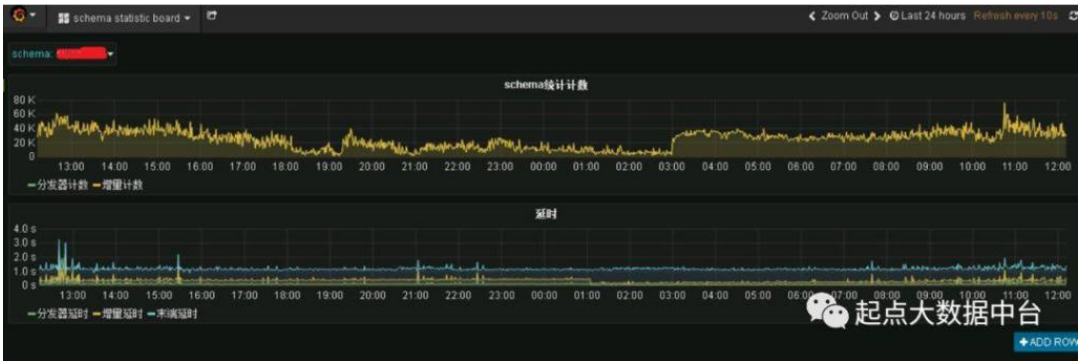 schema statistic board
Zoom Out Last 24 hours Refresh every 10s
schema:
schema统计计数
80 K
60 K
40 K
20 K
0
13:00 14:00 15:00 16:00 17:00 18:00 19:00 20:00 21:00 22:00 23:00 00:00 01:00 02:00 03:00 04:00 05:00 06:00 07:00 08:00 09:00 10:00 11:00 12:00
分发器计数 增量计数
延时
4.0 s
3.0 s
2.0 s
1.0 s
0 s
13:00 14:00 15:00 16:00 17:00 18:00 19:00 20:00 21:00 22:00 23:00 00:00 01:00 02:00 03:00 04:00 05:00 06:00 07:00 08:00 09:00 10:00 11:00 12:00
分发器延时 增量延时 末端延时
起点大数据中台
+ADD ROW